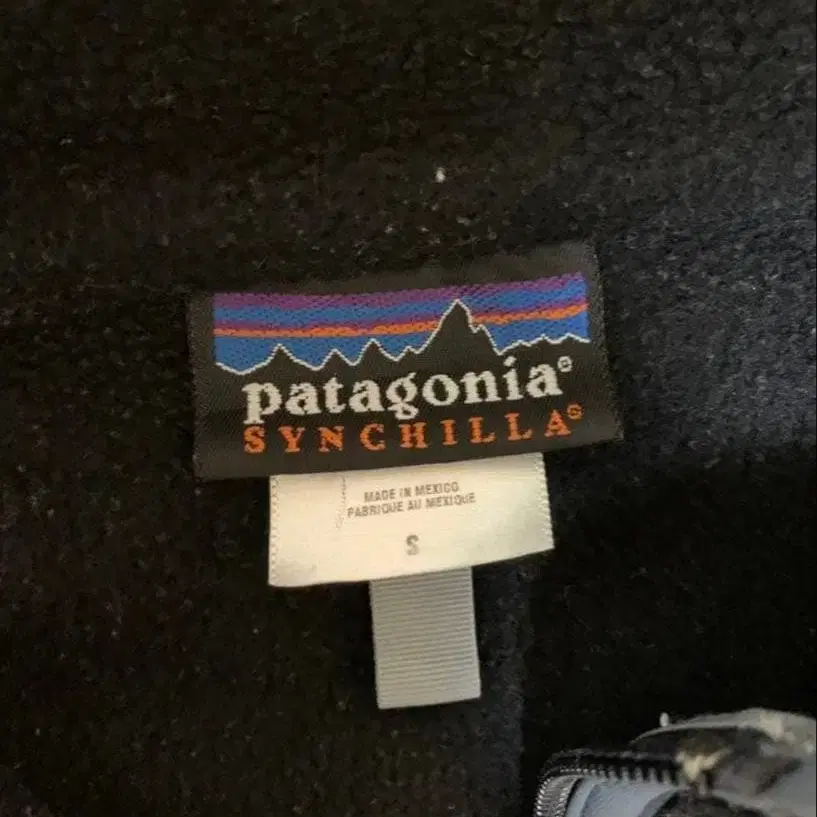 patagonia®
SYNCHILLA®
MADE IN MEXICO
FABRIQUE AU MEXIQUE
S